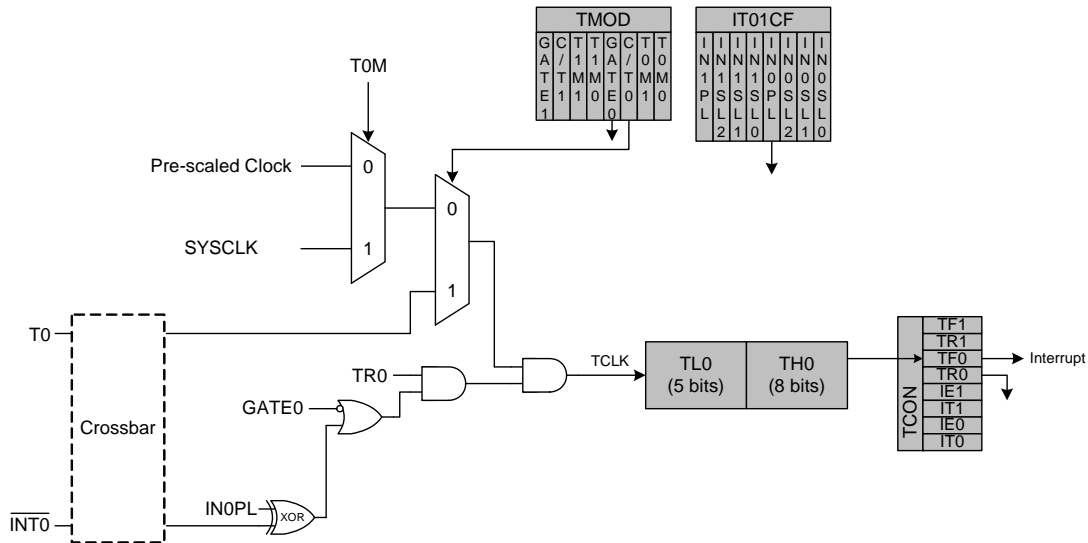 TMOD
GATE1
C/T1
T1M1
T1M0
GATE0
C/T0
T0M1
T0M0
IT01CF
IN1PL
IN1SL2
IN1SL1
IN1SL0
IN0PL
IN0SL2
IN0SL1
IN0SL0
T0M
Pre-scaled Clock
0
SYSCLK
1
0
1
T0
Crossbar
INT0
TR0
GATE0
IN0PL
XOR
TCLK
TL0
(5 bits)
TH0
(8 bits)
TCON
TF1
TR1
TF0
TR0
IE1
IT1
IE0
IT0
Interrupt